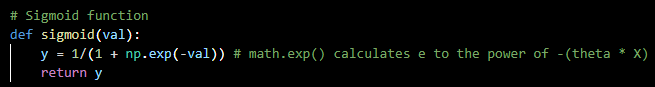 # Sigmoid function
def sigmoid(val):
    y = 1/(1 + np.exp(-val)) # math.exp() calculates e to the power of -(theta * X)
    return y